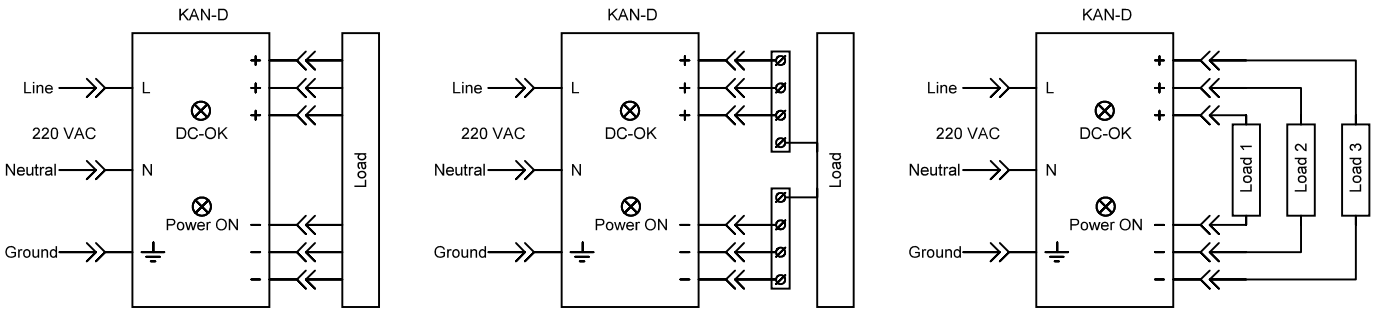 KAN-D
+
Line L
+
+
DC-OK
220 VAC
Load
Neutral N
Power ON
−
Ground
−
−
KAN-D
+
Line L
+
+
DC-OK
220 VAC
Load
Neutral N
Power ON
−
Ground
−
−
KAN-D
+
Line L
+
+
DC-OK
220 VAC
Load 1
Load 2
Load 3
Neutral N
Power ON
−
Ground
−
−